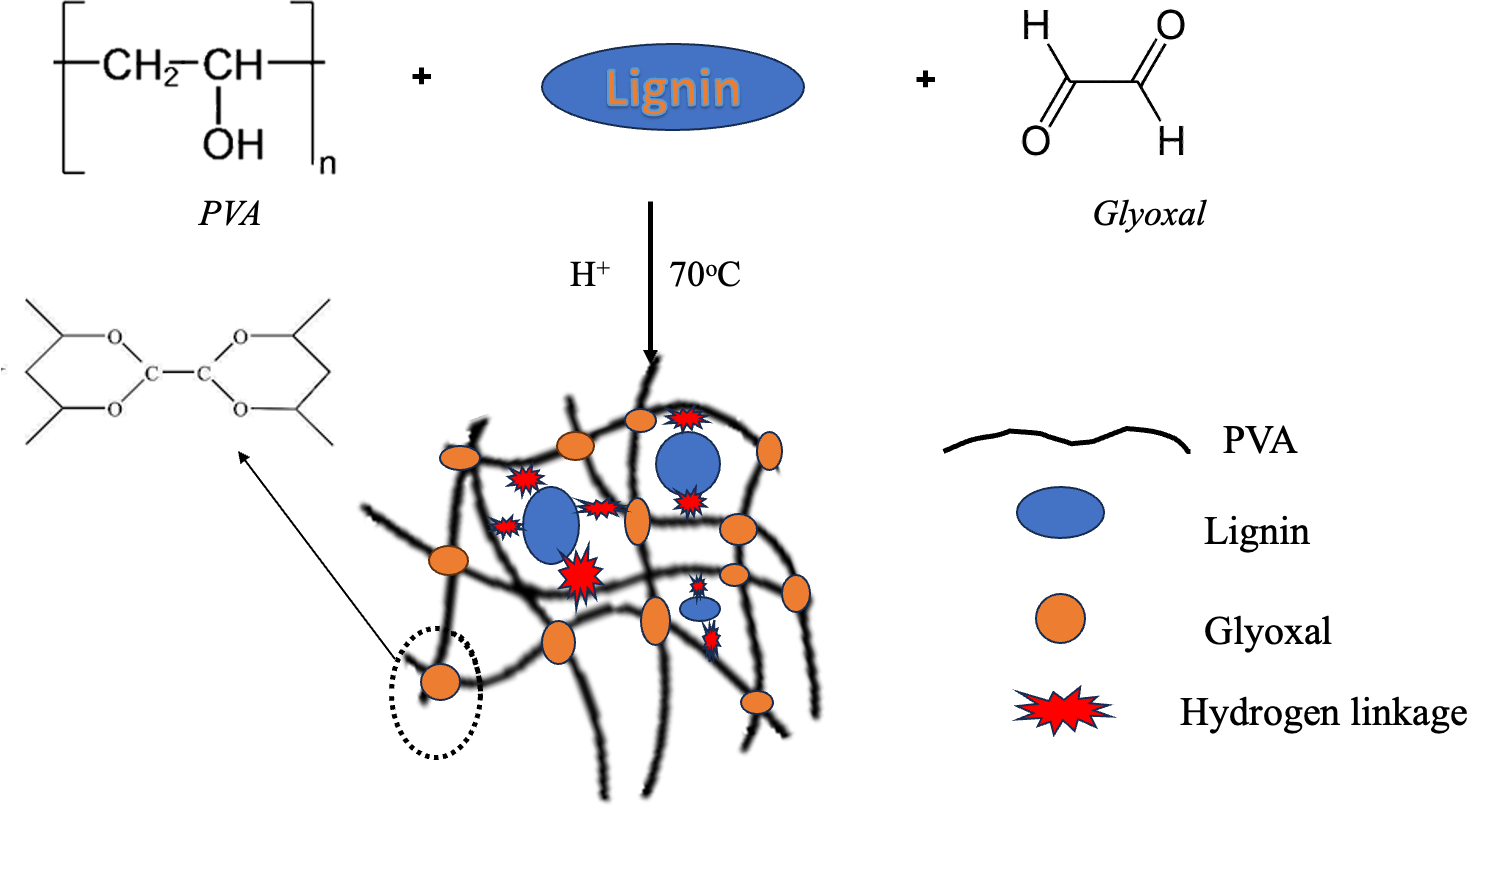 CH2 CH
OH
n
PVA
+
Lignin
+
H O
O H
Glyoxal
H+ 70oC
O O
C C
O O
PVA
Lignin
Glyoxal
Hydrogen linkage